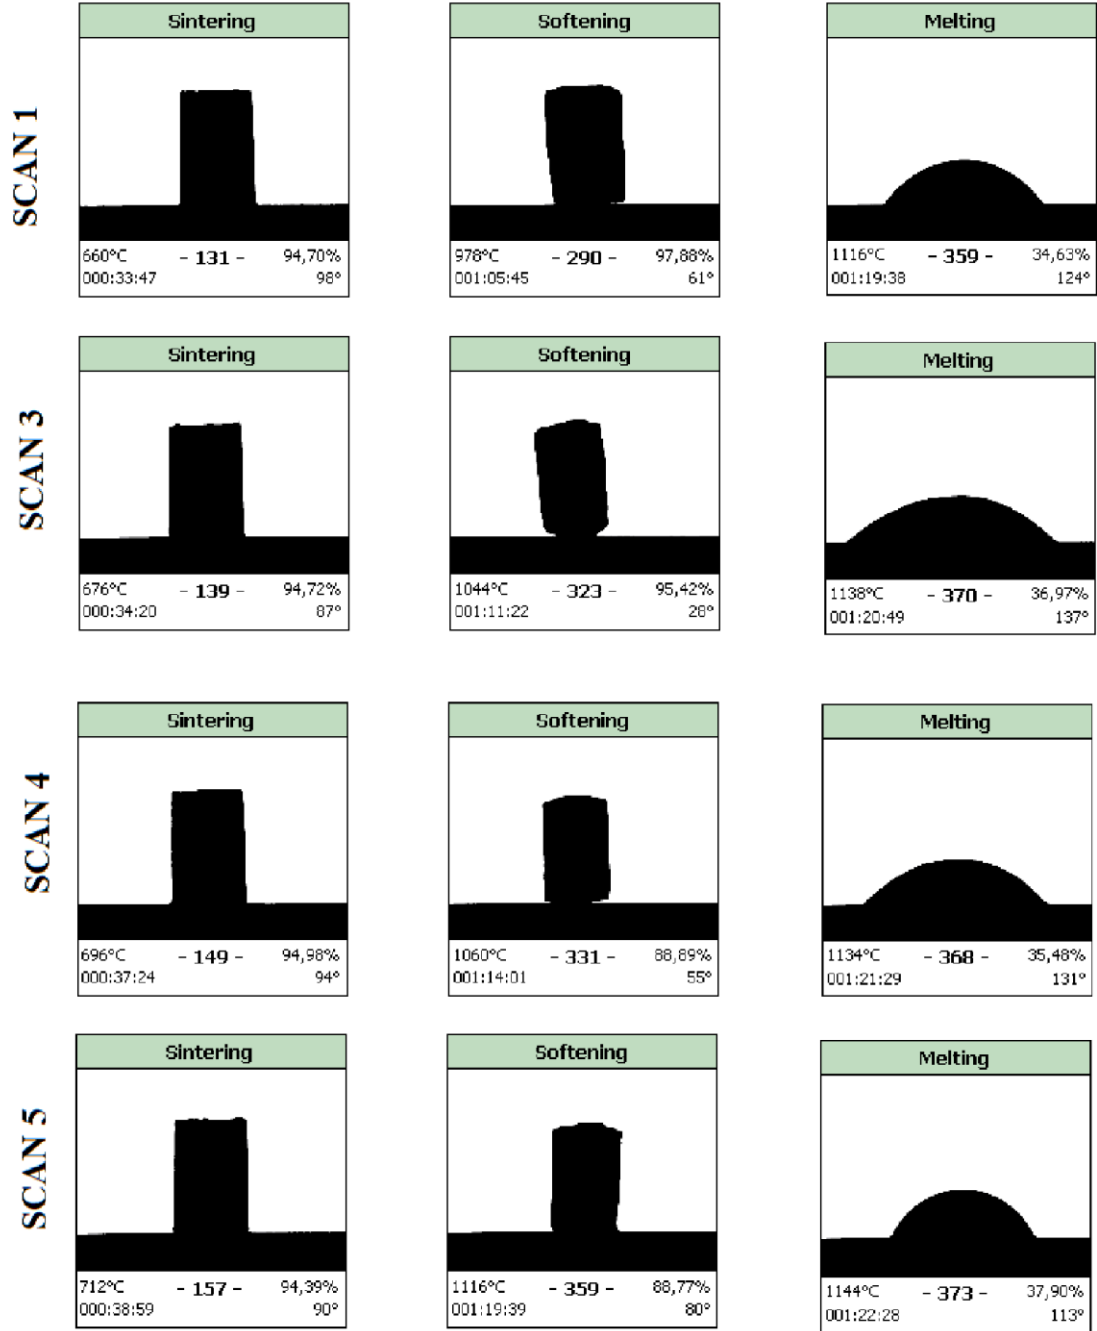 SCAN 1
Sintering
660°C - 131 - 94,70%
000:33:47 98°
Softening
978°C - 290 - 97,88%
001:05:45 61°
Melting
1116°C - 359 - 34,63%
001:19:38 124°
SCAN 3
Sintering
676°C - 139 - 94,72%
000:34:20 87°
Softening
1044°C - 323 - 95,42%
001:11:22 28°
Melting
1138°C - 370 - 36,97%
001:20:49 137°
SCAN 4
Sintering
696°C - 149 - 94,98%
000:37:24 94°
Softening
1060°C - 331 - 88,89%
001:14:01 55°
Melting
1134°C - 368 - 35,48%
001:21:29 131°
SCAN 5
Sintering
712°C - 157 - 94,39%
000:38:59 90°
Softening
1116°C - 359 - 88,77%
001:19:39 80°
Melting
1144°C - 373 - 37,90%
001:22:28 113°